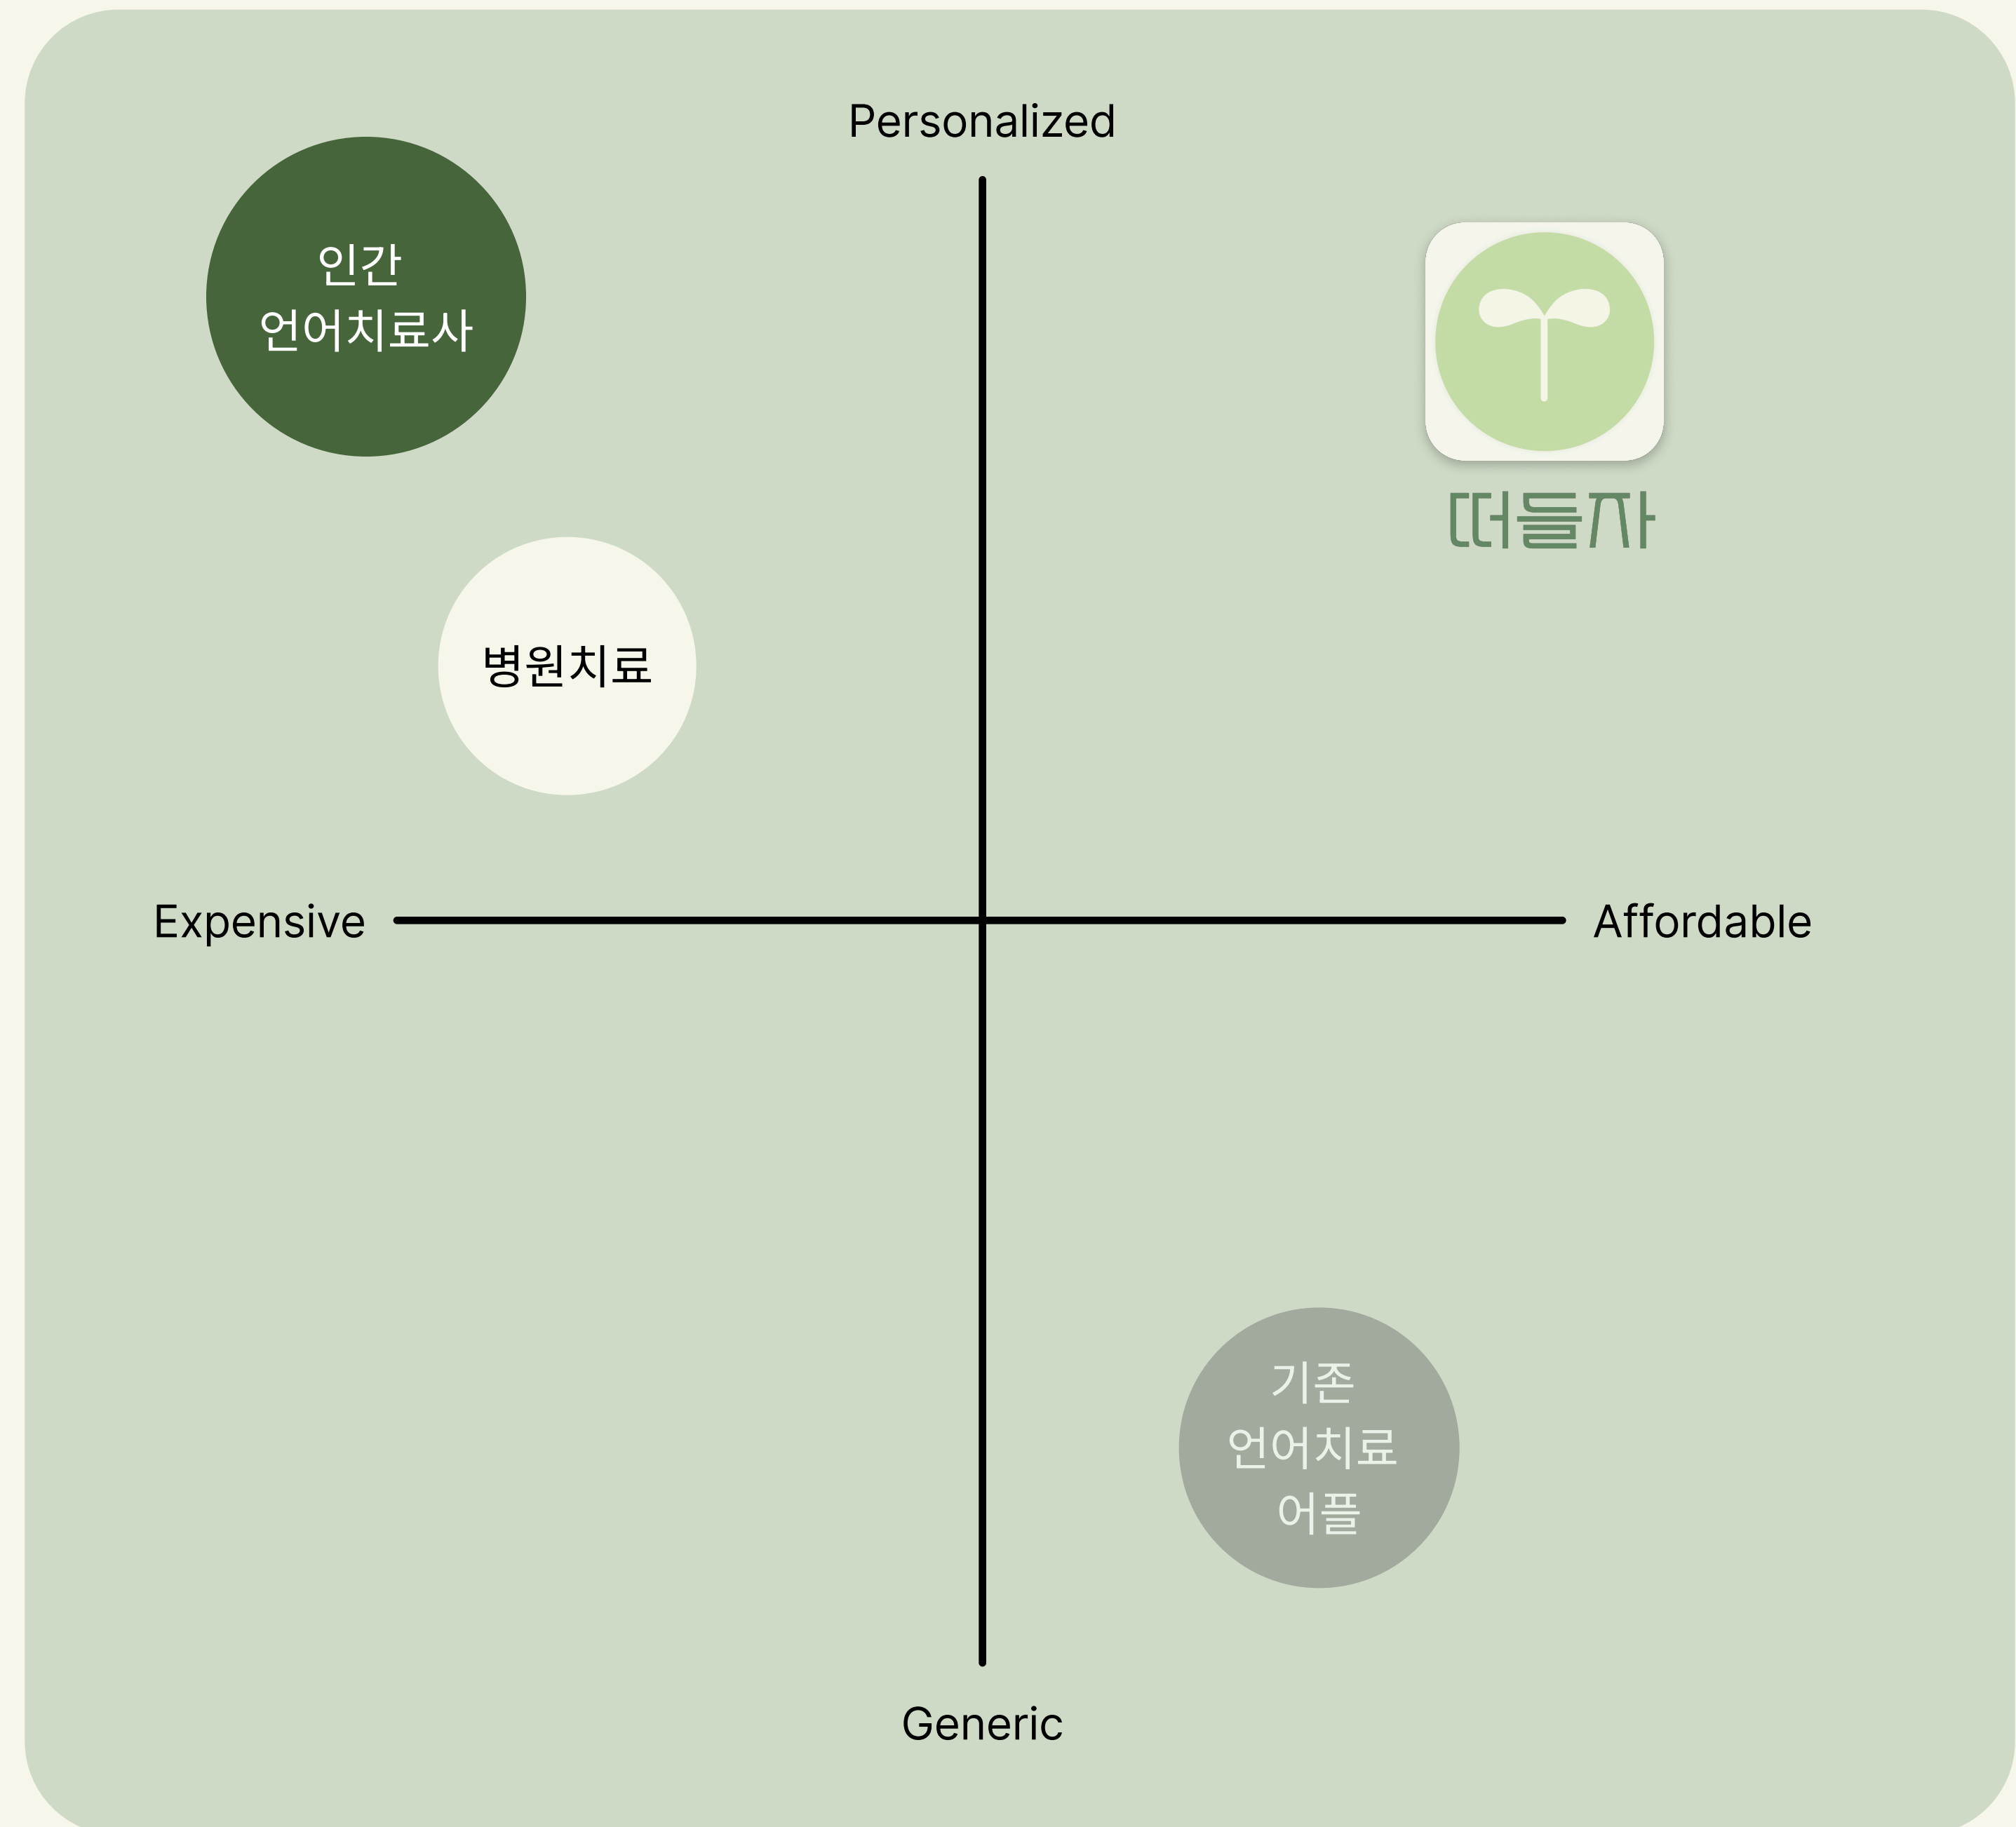 Personalized
인간
언어치료사
떠들자
병원치료
Expensive
Affordable
기존
언어치료
어플
Generic